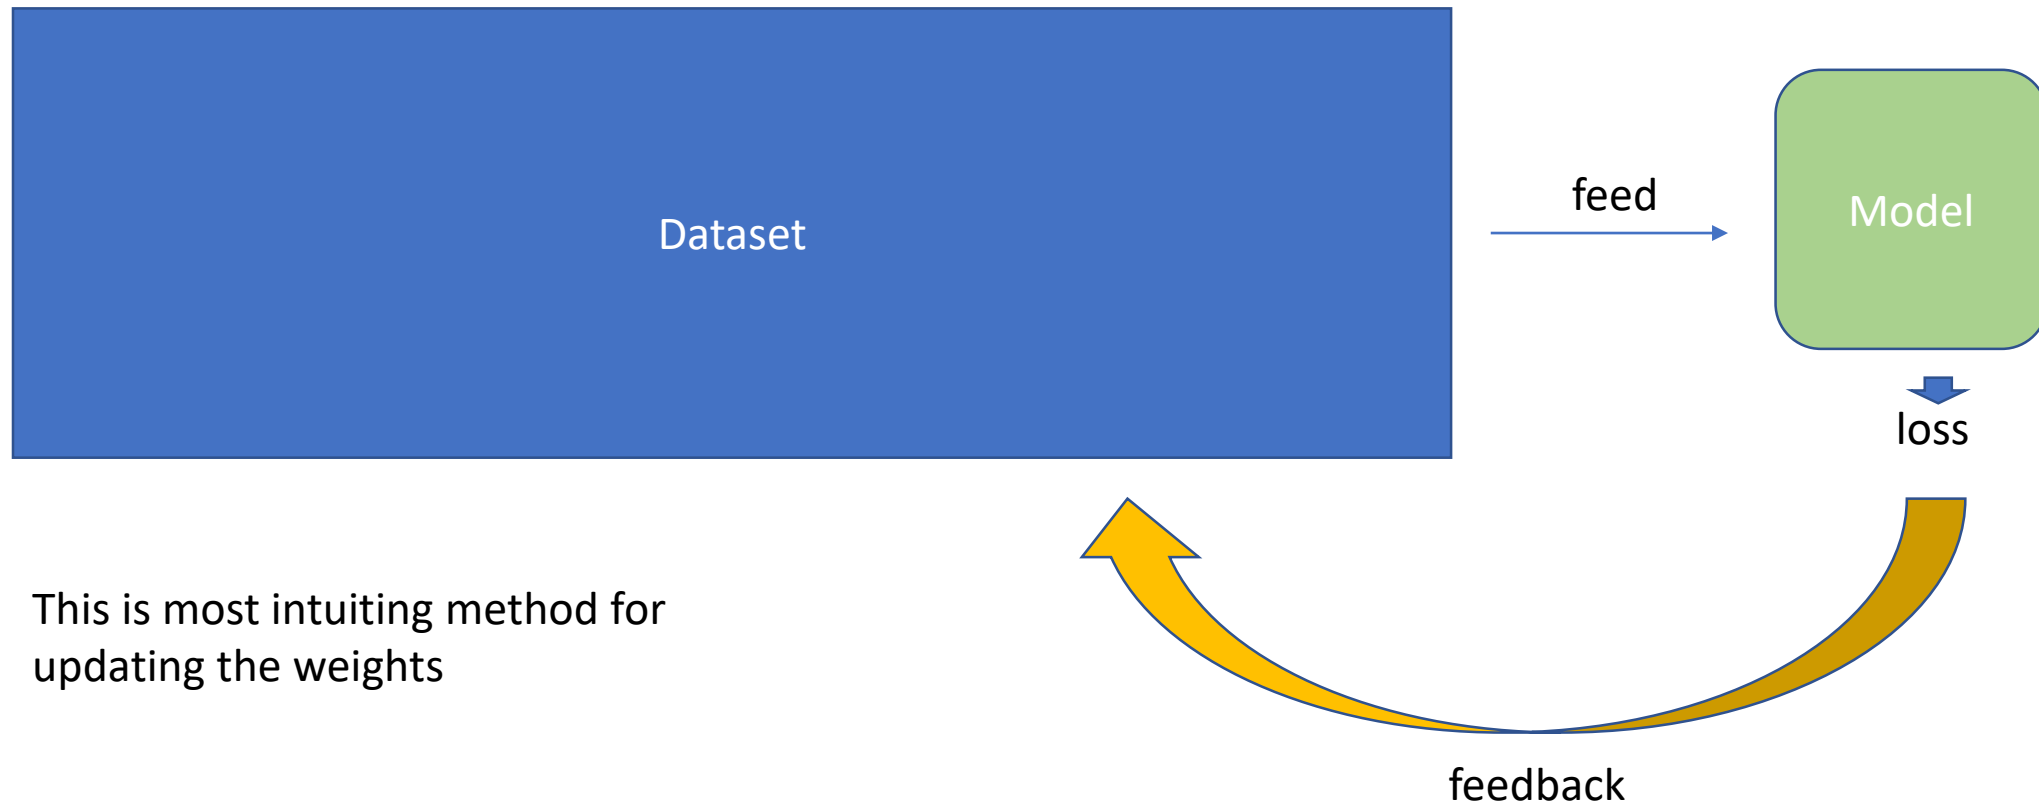 Dataset
feed
Model
loss
This is most intuiting method for
updating the weights
feedback